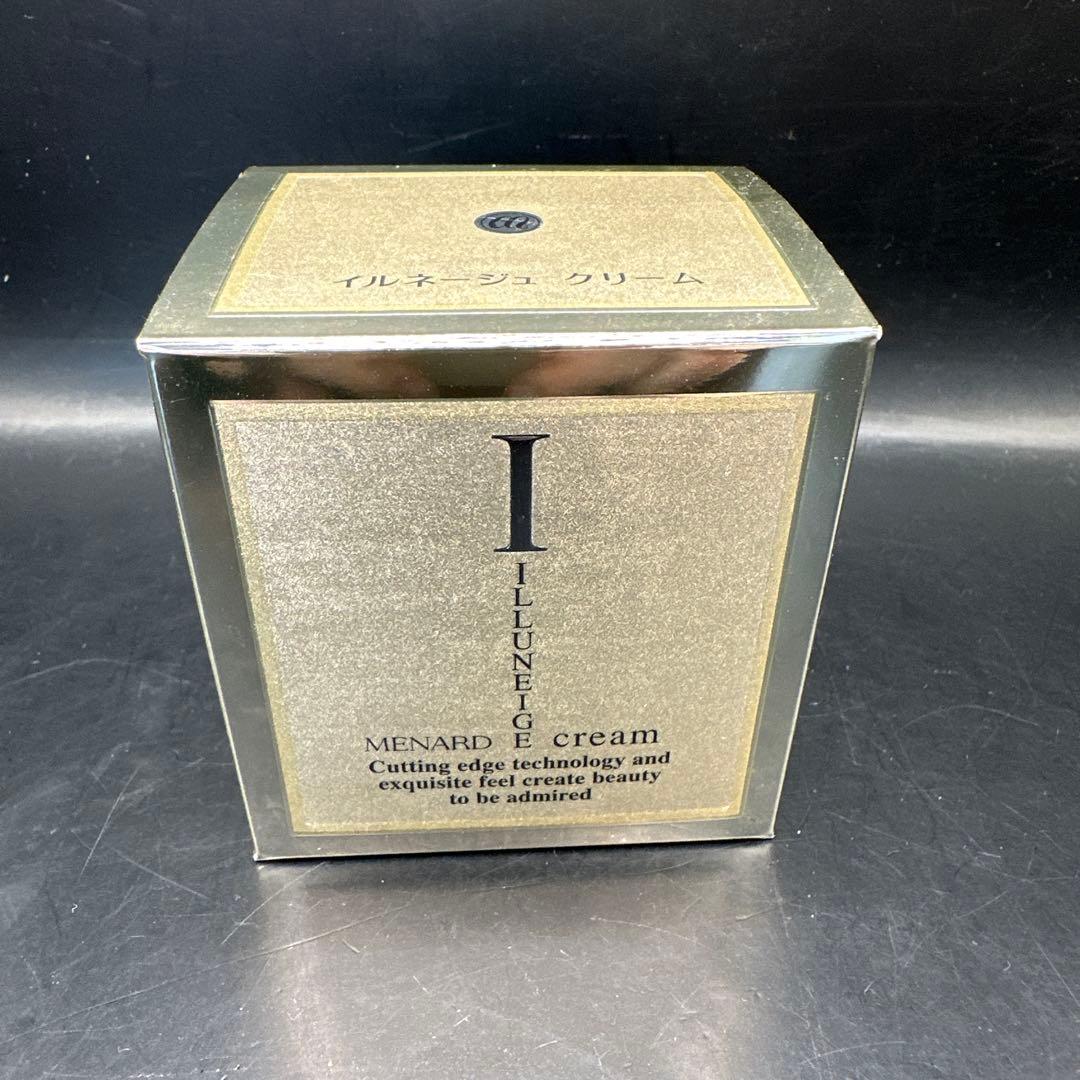 イルネージュ クリーム
I
ILLUNEIGE
MENARD cream
Cutting edge technology and
exquisite feel create beauty
to be admired